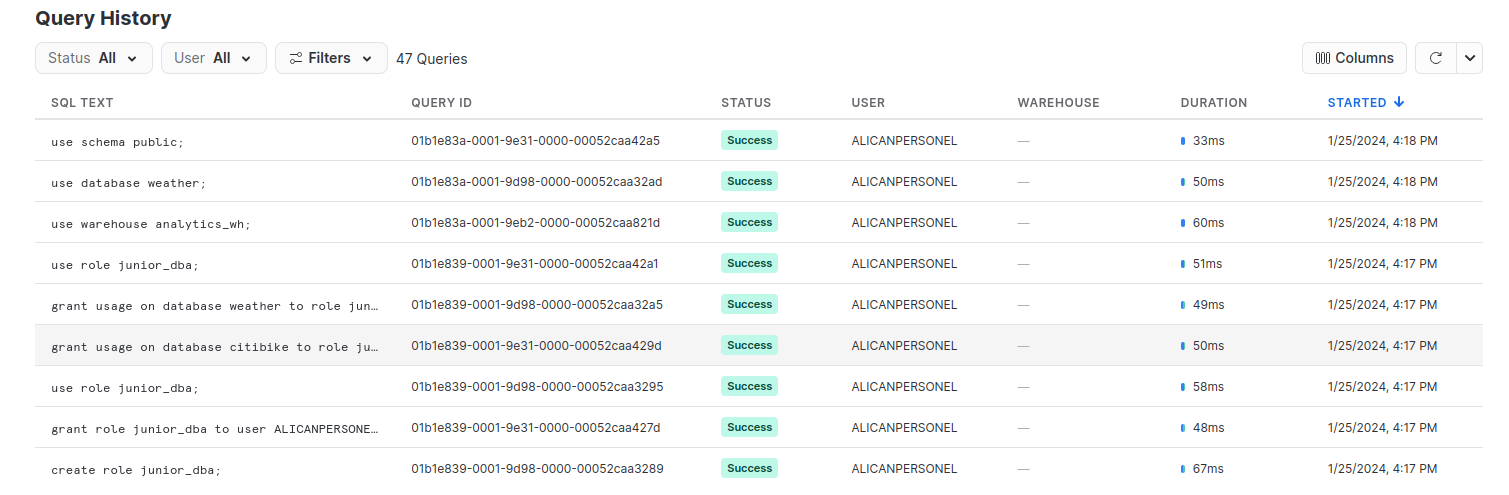 Query History
Status All User All Filters 47 Queries Columns
SQL TEXT QUERY ID STATUS USER WAREHOUSE DURATION STARTED
use schema public; 01b1e83a-0001-9e31-0000-00052caa42a5 Success ALICANPERSONEL — 33ms 1/25/2024, 4:18 PM
use database weather; 01b1e83a-0001-9d98-0000-00052caa32ad Success ALICANPERSONEL — 50ms 1/25/2024, 4:18 PM
use warehouse analytics_wh; 01b1e83a-0001-9eb2-0000-00052caa821d Success ALICANPERSONEL — 60ms 1/25/2024, 4:18 PM
use role junior_dba; 01b1e839-0001-9e31-0000-00052caa42a1 Success ALICANPERSONEL — 51ms 1/25/2024, 4:17 PM
grant usage on database weather to role jun… 01b1e839-0001-9d98-0000-00052caa32a5 Success ALICANPERSONEL — 49ms 1/25/2024, 4:17 PM
grant usage on database citibike to role ju… 01b1e839-0001-9e31-0000-00052caa429d Success ALICANPERSONEL — 50ms 1/25/2024, 4:17 PM
use role junior_dba; 01b1e839-0001-9d98-0000-00052caa3295 Success ALICANPERSONEL — 58ms 1/25/2024, 4:17 PM
grant role junior_dba to user ALICANPERSONE… 01b1e839-0001-9e31-0000-00052caa427d Success ALICANPERSONEL — 48ms 1/25/2024, 4:17 PM
create role junior_dba; 01b1e839-0001-9d98-0000-00052caa3289 Success ALICANPERSONEL — 67ms 1/25/2024, 4:17 PM